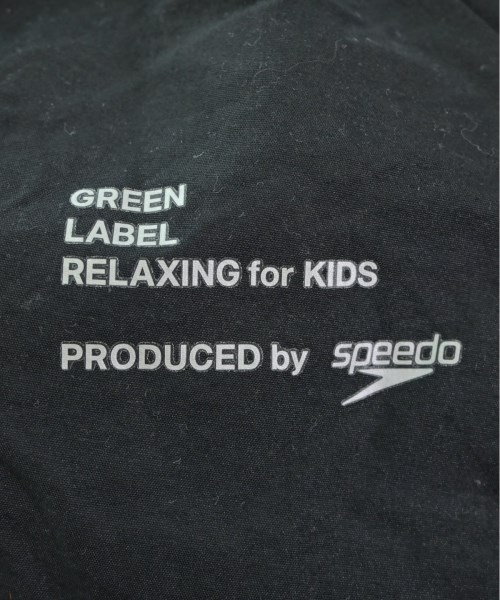 GREEN
LABEL
RELAXING for KIDS
PRODUCED by speedo